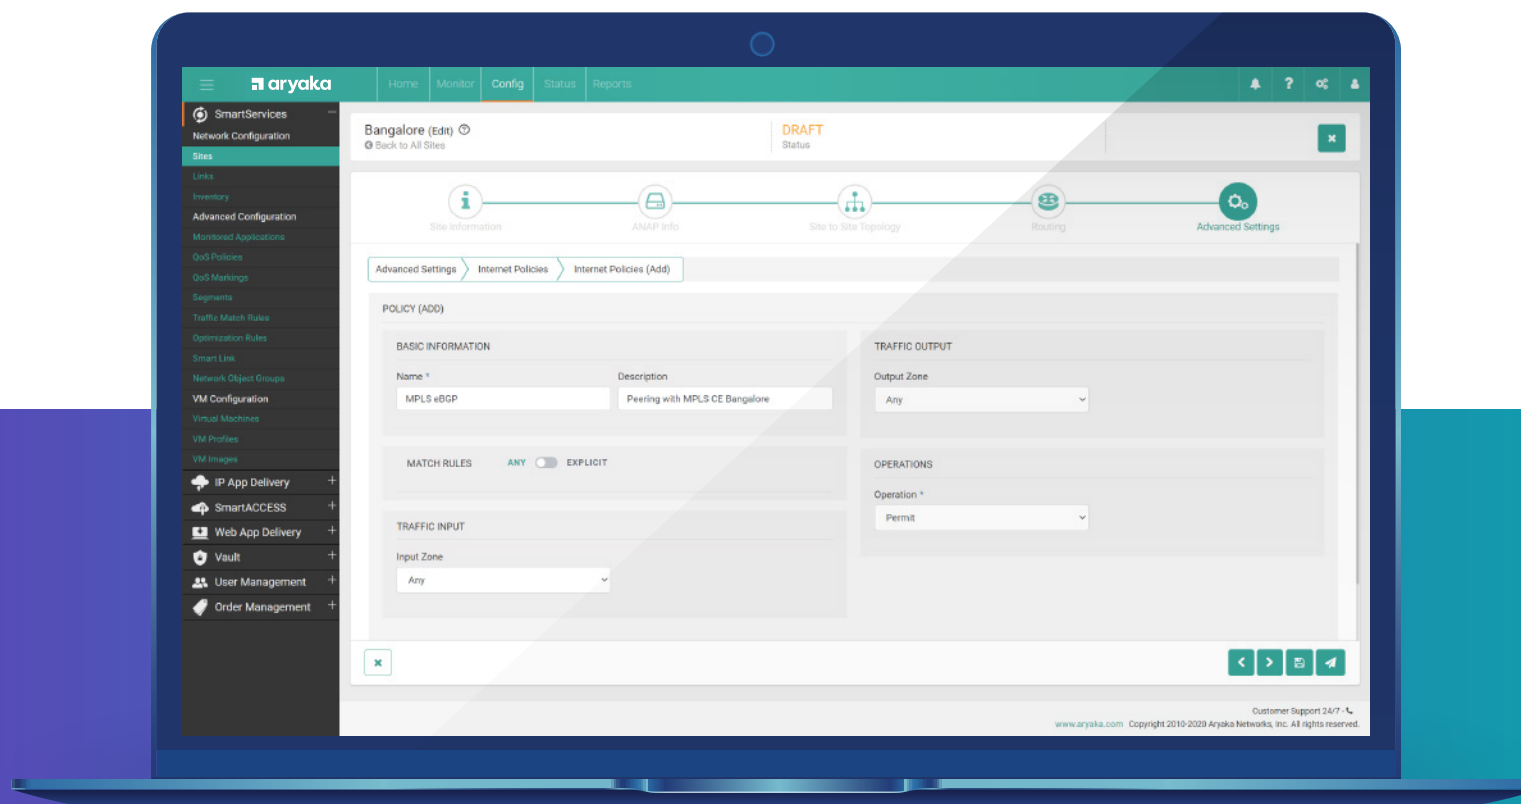 aryaka
Home Monitor Config Status Reports
?
SmartServices
Network Configuration
Sites
Links
Inventory
Advanced Configuration
Monitored Applications
QoS Policies
QoS Markings
Segments
Traffic Match Rules
Optimization Rules
Smart Link
Network Object Groups
VM Configuration
Virtual Machines
VM Profiles
VM Images
IP App Delivery +
SmartACCESS +
Web App Delivery +
Vault +
User Management +
Order Management +
Bangalore (Edit)
Back to All Sites
DRAFT
Status
Site Information
ANAP Info
Site to Site Topology
Routing
Advanced Settings
Advanced Settings Internet Policies Internet Policies (Add)
POLICY (ADD)
BASIC INFORMATION
Name * Description
MPLS eBGP Peering with MPLS CE Bangalore
MATCH RULES ANY EXPLICIT
TRAFFIC INPUT
Input Zone
Any
TRAFFIC OUTPUT
Output Zone
Any
OPERATIONS
Operation *
Permit
Customer Support 24/7 -
www.aryaka.com Copyright 2010-2020 Aryaka Networks, Inc. All rights reserved.